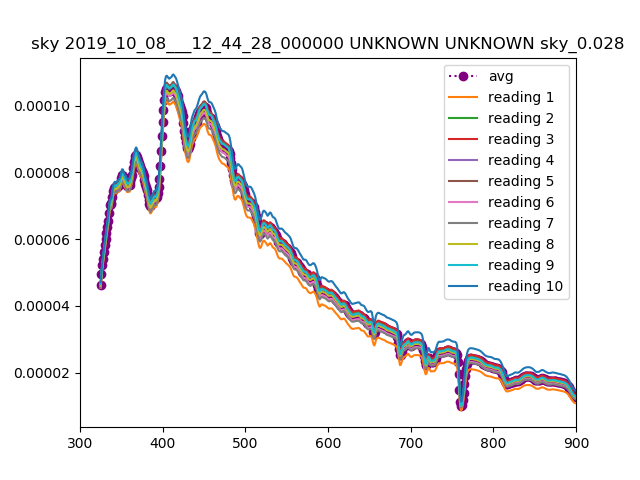 sky 2019_10_08___12_44_28_000000 UNKNOWN UNKNOWN sky_0.028
0.00010
0.00008
0.00006
0.00004
0.00002
300 400 500 600 700 800 900
avg
reading 1
reading 2
reading 3
reading 4
reading 5
reading 6
reading 7
reading 8
reading 9
reading 10